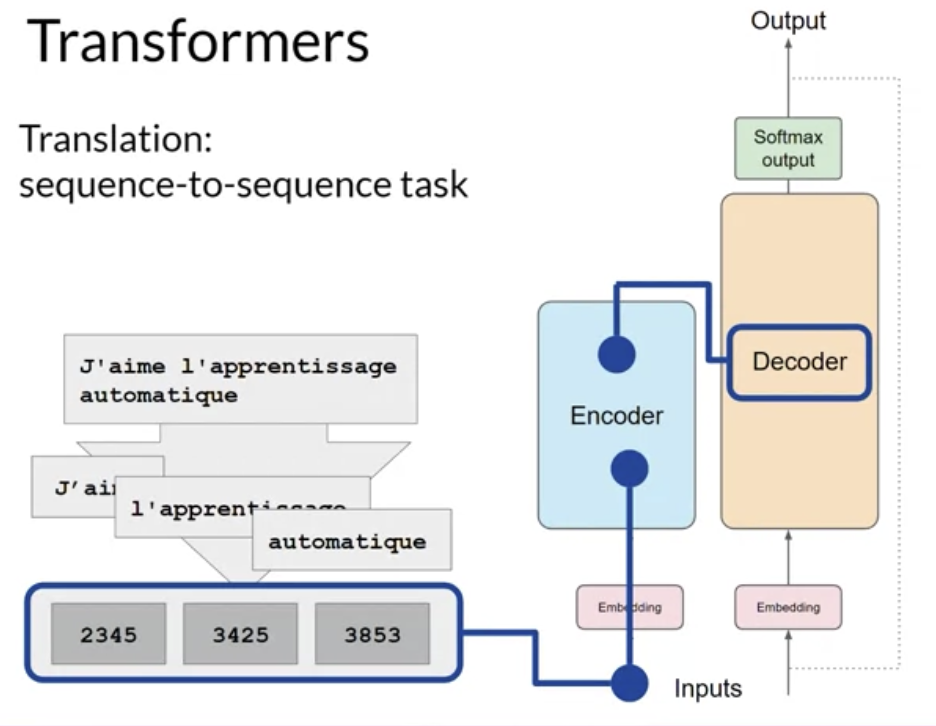 Transformers
Translation:
sequence-to-sequence task
J'aime l'apprentissage
automatique
J'ai
l'apprentissage
automatique
2345
3425
3853
Output
Softmax
output
Decoder
Encoder
Embedding
Embedding
Inputs